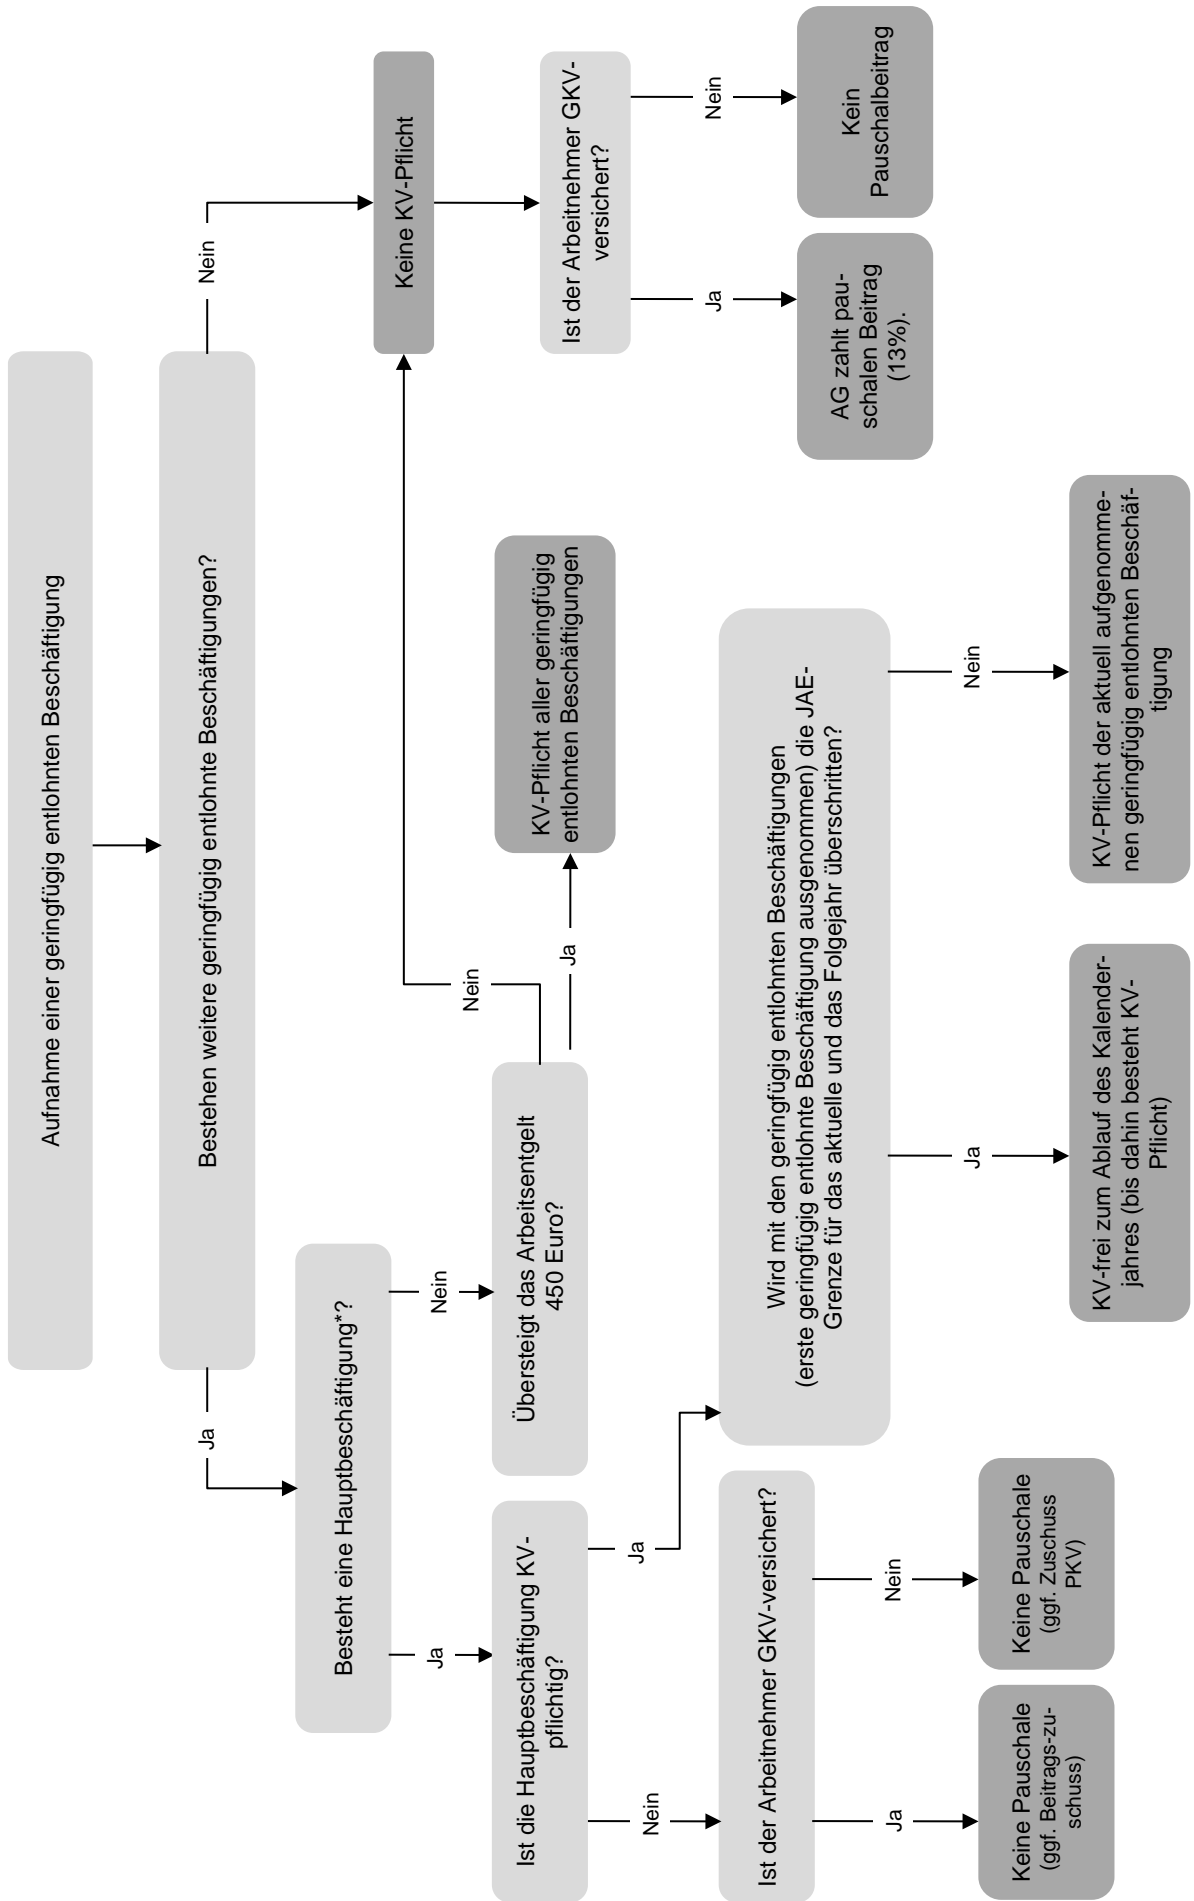 Aufnahme einer geringfügig entlohnten Beschäftigung
Bestehen weitere geringfügig entlohnte Beschäftigungen?
Ja
Nein
Besteht eine Hauptbeschäftigung*?
Ja
Nein
Keine KV-Pflicht
Ist die Hauptbeschäftigung KV-
pflichtig?
Nein
Ja
Übersteigt das Arbeitsentgelt
450 Euro?
Nein
Ja
KV-Pflicht aller geringfügig
entlohnten Beschäftigungen
Ist der Arbeitnehmer GKV-
versichert?
Ja
Nein
Ist der Arbeitnehmer GKV-versichert?
Ja
Nein
Wird mit den geringfügig entlohnten Beschäftigungen
(erste geringfügig entlohnte Beschäftigung ausgenommen) die JAE-
Grenze für das aktuelle und das Folgejahr überschritten?
Ja
Nein
AG zahlt pau-
schalen Beitrag
(13%).
Kein
Pauschalbeitrag
Keine Pauschale
(ggf. Beitrags-zu-
schuss)
Keine Pauschale
(ggf. Zuschuss
PKV)
KV-frei zum Ablauf des Kalender-
jahres (bis dahin besteht KV-
Pflicht)
KV-Pflicht der aktuell aufgenomme-
nen geringfügig entlohnten Beschäf-
tigung